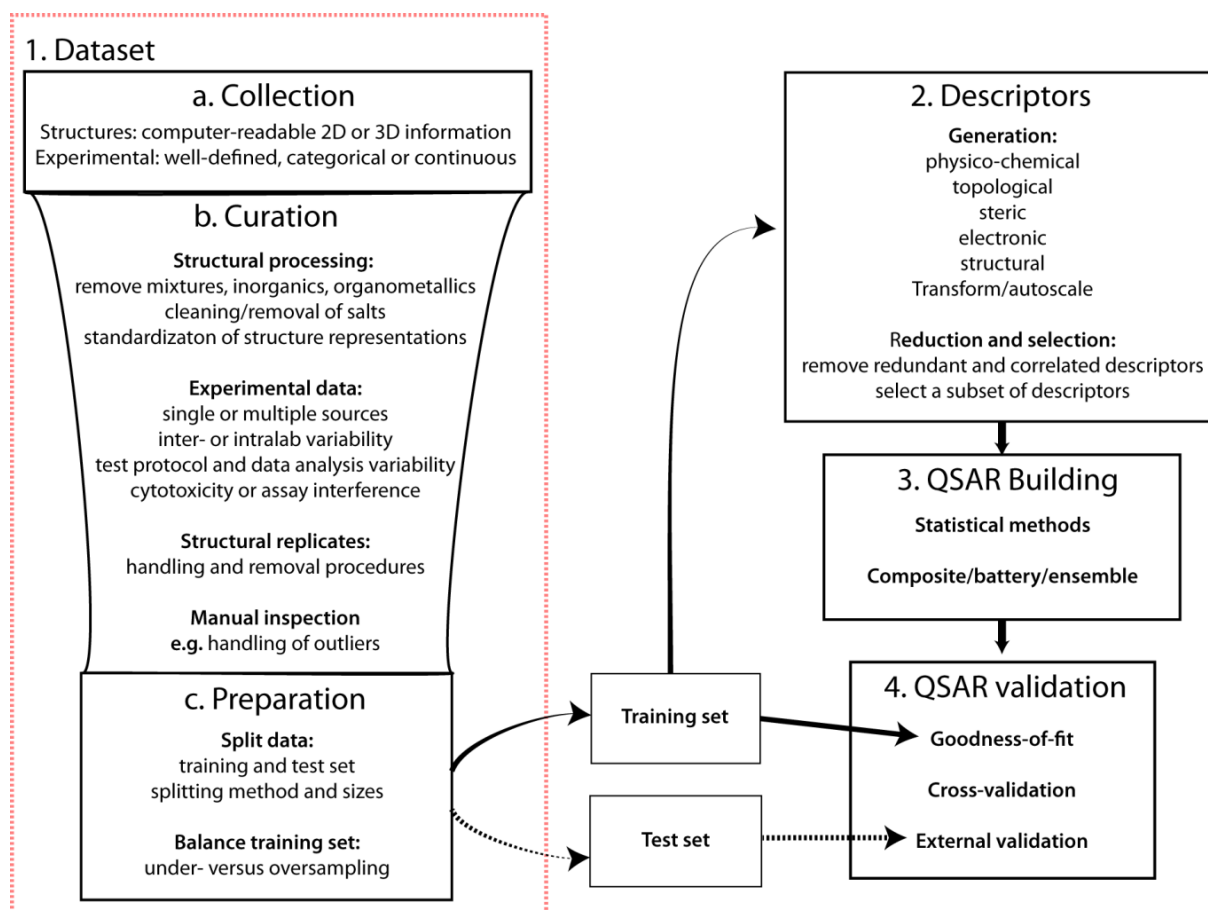 1. Dataset
a. Collection
Structures: computer-readable 2D or 3D information
Experimental: well-defined, categorical or continuous
b. Curation
Structural processing:
remove mixtures, inorganics, organometallics
cleaning/removal of salts
standardizaton of structure representations
Experimental data:
single or multiple sources
inter- or intralab variability
test protocol and data analysis variability
cytotoxicity or assay interference
Structural replicates:
handling and removal procedures
Manual inspection
e.g. handling of outliers
c. Preparation
Split data:
training and test set
splitting method and sizes
Balance training set:
under- versus oversampling
Training set
Test set
2. Descriptors
Generation:
physico-chemical
topological
steric
electronic
structural
Transform/autoscale
Reduction and selection:
remove redundant and correlated descriptors
select a subset of descriptors
3. QSAR Building
Statistical methods
Composite/battery/ensemble
4. QSAR validation
Goodness-of-fit
Cross-validation
External validation